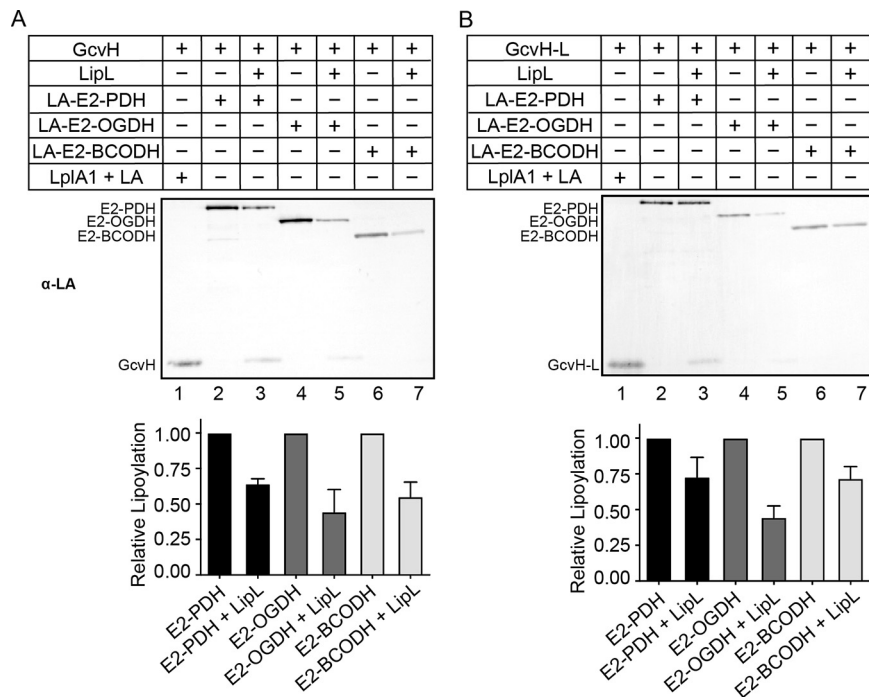 A
GcvH + + + + + + +
LipL − − + − + − +
LA-E2-PDH − + + − − − −
LA-E2-OGDH − − − + + − −
LA-E2-BCODH − − − − − + +
LplA1 + LA + − − − − − −
E2-PDH
E2-OGDH
E2-BCODH
α-LA
GcvH
1 2 3 4 5 6 7
Relative Lipoylation
1.00
0.75
0.50
0.25
0.00
E2-PDH
E2-PDH + LipL
E2-OGDH
E2-OGDH + LipL
E2-BCODH
E2-BCODH + LipL
B
GcvH-L + + + + + + +
LipL − − + − + − +
LA-E2-PDH − + + − − − −
LA-E2-OGDH − − − + + − −
LA-E2-BCODH − − − − − + +
LplA1 + LA + − − − − − −
E2-PDH
E2-OGDH
E2-BCODH
GcvH-L
1 2 3 4 5 6 7
Relative Lipoylation
1.00
0.75
0.50
0.25
0.00
E2-PDH
E2-PDH + LipL
E2-OGDH
E2-OGDH + LipL
E2-BCODH
E2-BCODH + LipL